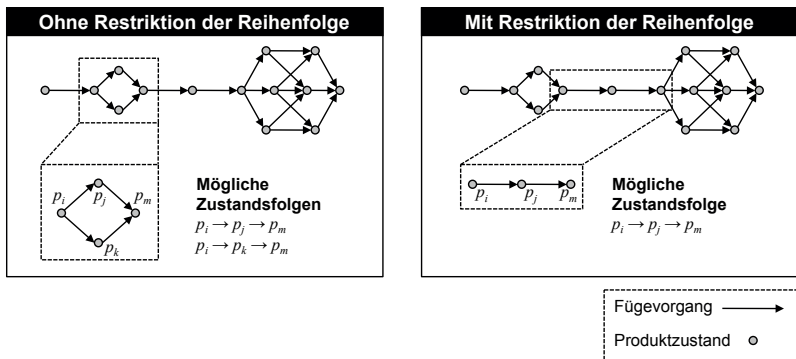 Ohne Restriktion der Reihenfolge
p_i
p_j
p_m
p_k
Mögliche
Zustandsfolgen
p_i → p_j → p_m
p_i → p_k → p_m
Mit Restriktion der Reihenfolge
p_i
p_j
p_m
Mögliche
Zustandsfolge
p_i → p_j → p_m
Fügevorgang
Produktzustand